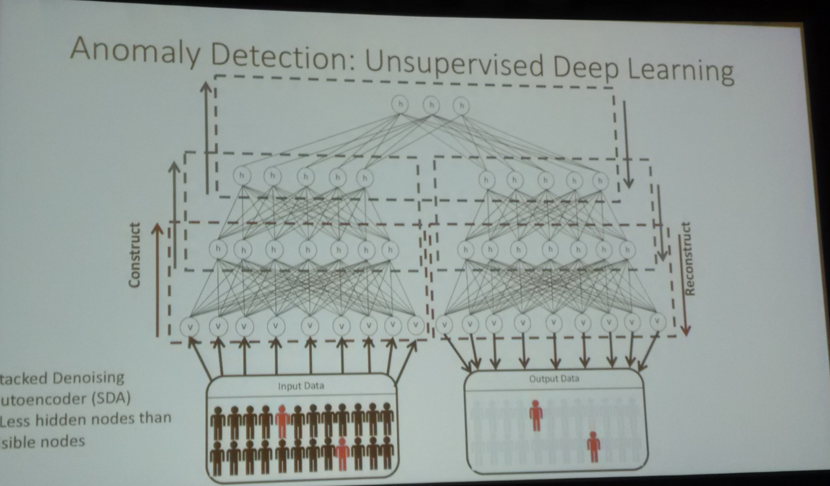 Anomaly Detection: Unsupervised Deep Learning
h h h
h h h h h h h h h h
h h h h h h h h h h h h h h
v v v v v v v v v v v v v v v v v v
Construct
Reconstruct
tacked Denoising
utoencoder (SDA)
Less hidden nodes than
sible nodes
Input Data
Output Data